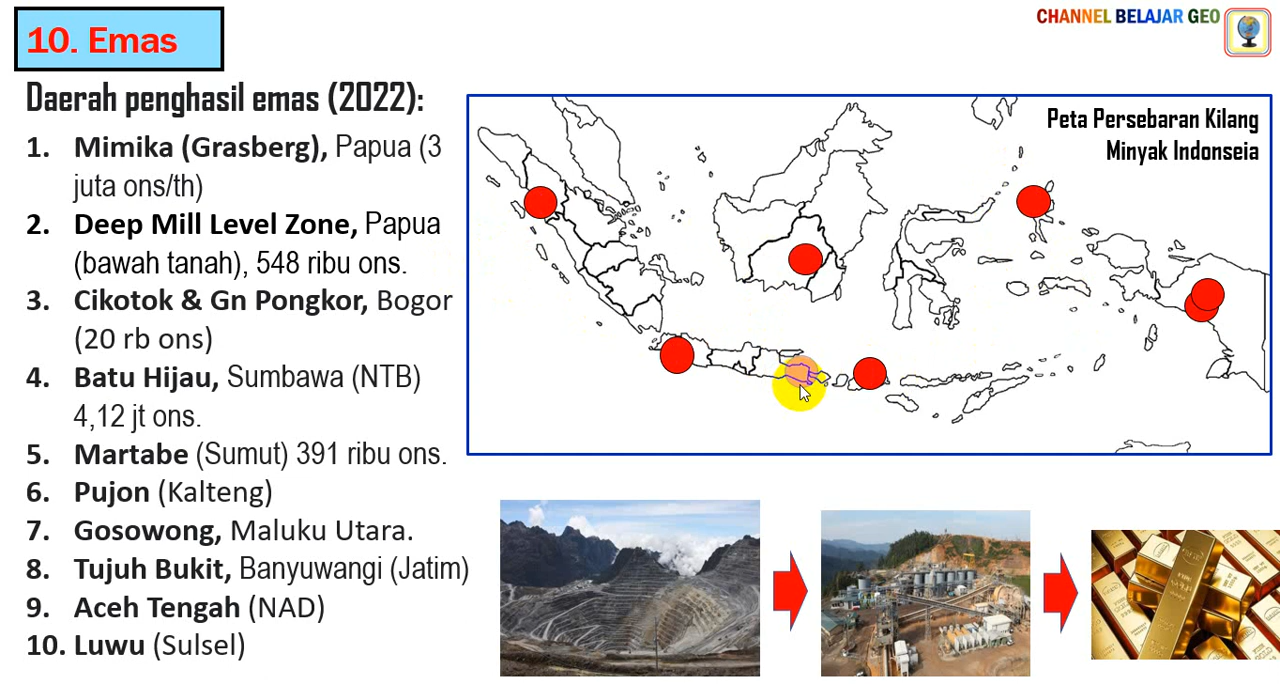 10. Emas
CHANNEL BELAJAR GEO
Daerah penghasil emas (2022):
1. Mimika (Grasberg), Papua (3
juta ons/th)
2. Deep Mill Level Zone, Papua
(bawah tanah), 548 ribu ons.
3. Cikotok & Gn Pongkor, Bogor
(20 rb ons)
4. Batu Hijau, Sumbawa (NTB)
4,12 jt ons.
5. Martabe (Sumut) 391 ribu ons.
6. Pujon (Kalteng)
7. Gosowong, Maluku Utara.
8. Tujuh Bukit, Banyuwangi (Jatim)
9. Aceh Tengah (NAD)
10. Luwu (Sulsel)
Peta Persebaran Kilang
Minyak Indonseia